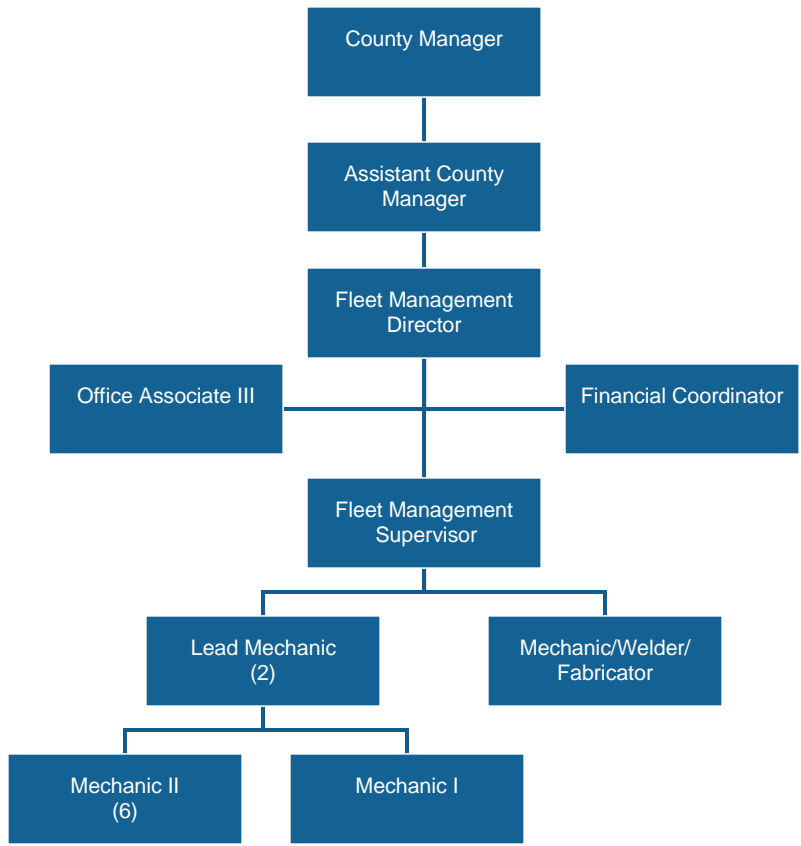 County Manager
Assistant County
Manager
Fleet Management
Director
Office Associate III
Financial Coordinator
Fleet Management
Supervisor
Lead Mechanic
(2)
Mechanic/Welder/
Fabricator
Mechanic II
(6)
Mechanic I